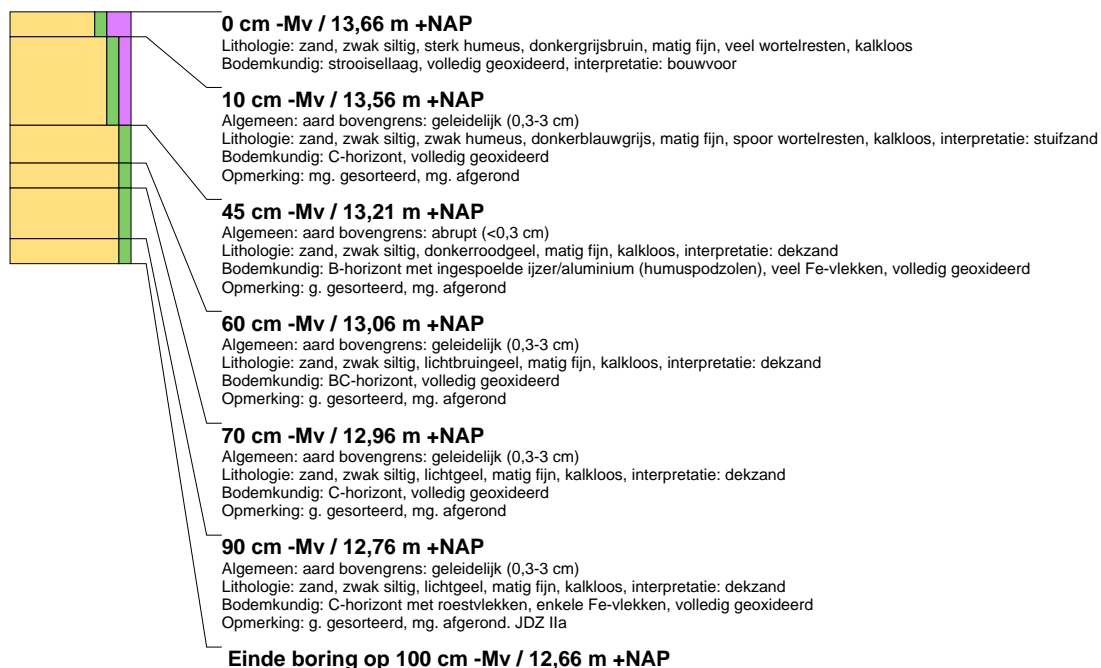 0 cm -Mv / 13,66 m +NAP
Lithologie: zand, zwak siltig, sterk humeus, donkergrijsbruin, matig fijn, veel wortelresten, kalkloos
Bodemkundig: strooisellaag, volledig geoxideerd, interpretatie: bouwvoor
10 cm -Mv / 13,56 m +NAP
Algemeen: aard bovengrens: geleidelijk (0,3-3 cm)
Lithologie: zand, zwak siltig, zwak humeus, donkerblauwgrijs, matig fijn, spoor wortelresten, kalkloos, interpretatie: stuifzand
Bodemkundig: C-horizont, volledig geoxideerd
Opmerking: mg. gesorteerd, mg. afgerond
45 cm -Mv / 13,21 m +NAP
Algemeen: aard bovengrens: abrupt (<0,3 cm)
Lithologie: zand, zwak siltig, donkerroodgeel, matig fijn, kalkloos, interpretatie: dekzand
Bodemkundig: B-horizont met ingespoelde ijzer/aluminium (humuspodzolen), veel Fe-vlekken, volledig geoxideerd
Opmerking: g. gesorteerd, mg. afgerond
60 cm -Mv / 13,06 m +NAP
Algemeen: aard bovengrens: geleidelijk (0,3-3 cm)
Lithologie: zand, zwak siltig, lichtbruingeel, matig fijn, kalkloos, interpretatie: dekzand
Bodemkundig: BC-horizont, volledig geoxideerd
Opmerking: g. gesorteerd, mg. afgerond
70 cm -Mv / 12,96 m +NAP
Algemeen: aard bovengrens: geleidelijk (0,3-3 cm)
Lithologie: zand, zwak siltig, lichtgeel, matig fijn, kalkloos, interpretatie: dekzand
Bodemkundig: C-horizont, volledig geoxideerd
Opmerking: g. gesorteerd, mg. afgerond
90 cm -Mv / 12,76 m +NAP
Algemeen: aard bovengrens: geleidelijk (0,3-3 cm)
Lithologie: zand, zwak siltig, lichtgeel, matig fijn, kalkloos, interpretatie: dekzand
Bodemkundig: C-horizont met roestvlekken, enkele Fe-vlekken, volledig geoxideerd
Opmerking: g. gesorteerd, mg. afgerond. JDZ IIa
Einde boring op 100 cm -Mv / 12,66 m +NAP